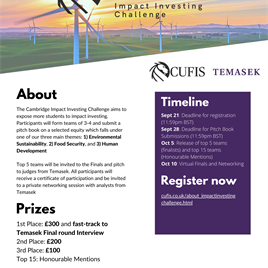 Impact Investing
Challenge
CUFIS TEMASEK
About
The Cambridge Impact Investing Challenge aims to
expose more students to impact investing.
Participants will form teams of 3-4 and submit a
pitch book on a selected equity which falls under
one of our three main themes: 1) Environmental
Sustainability, 2) Food Security, and 3) Human
Development
Top 5 teams will be invited to the Finals and pitch
to judges from Temasek. All participants will
receive a certificate of participation and be invited
to a private networking session with analysts from
Temasek
Prizes
1st Place: £300 and fast-track to
Temasek Final round Interview
2nd Place: £200
3rd Place: £100
Top 15: Honourable Mentions
Timeline
Sept 21 Deadline for registration
(11:59pm BST)
Sept 28 Deadline for Pitch Book
Submissions (11:59pm BST)
Oct 5 Release of top 5 teams
(finalists) and top 15 teams
(Honourable Mentions)
Oct 10 Virtual Finals and Networking
Register now
cufis.co.uk/about_impactinvesting
challenge.html